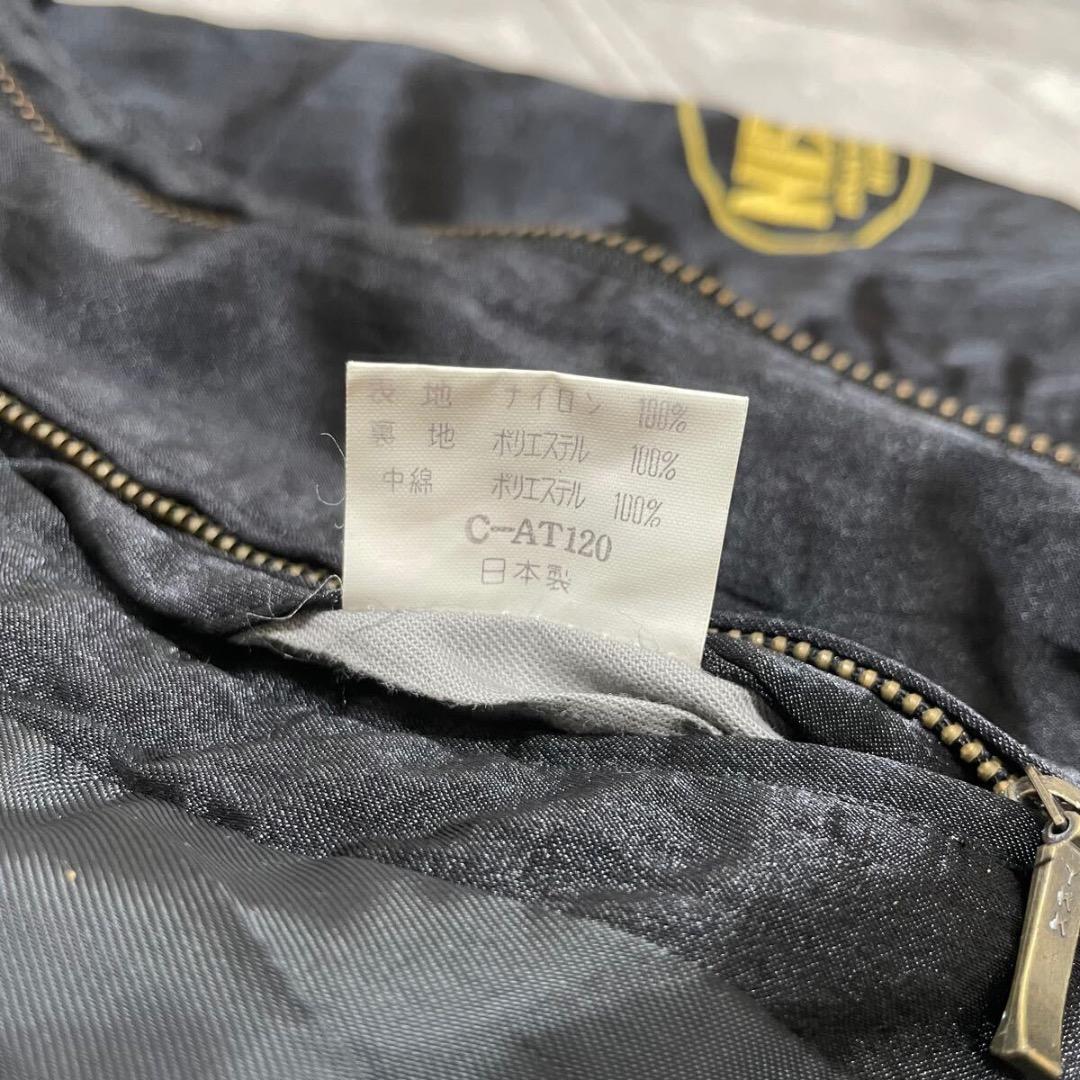 表地 ナイロン 100%
裏地 ポリエステル 100%
中綿 ポリエステル 100%
C-AT120
日本製
YKK